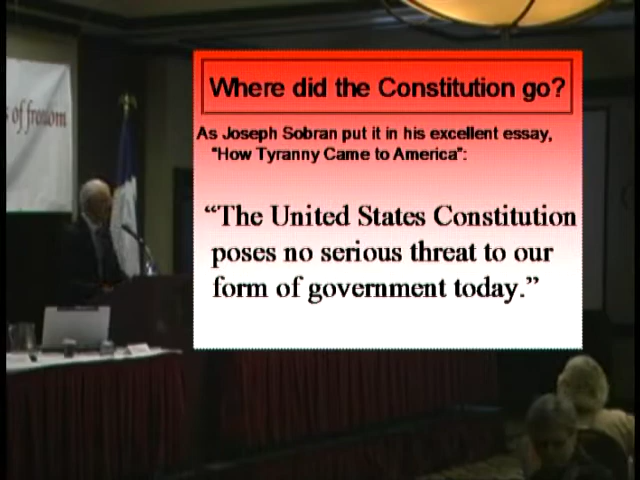 of freedom
Where did the Constitution go?
As Joseph Sobran put it in his excellent essay,
"How Tyranny Came to America":
“The United States Constitution
poses no serious threat to our
form of government today.”